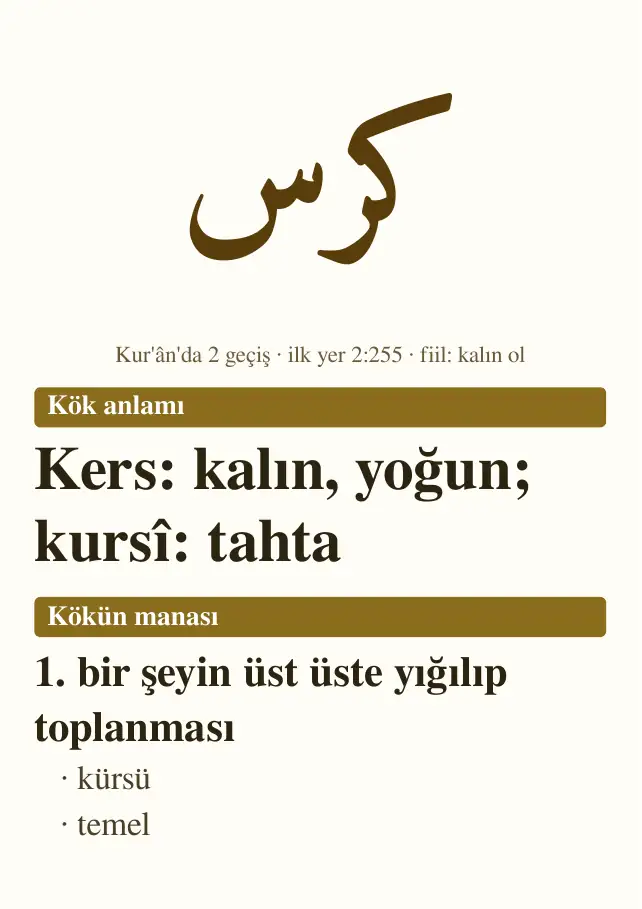 كرس
Kur'ân'da 2 geçiş · ilk yer 2:255 · fiil: kalın ol
Kök anlamı
Kers: kalın, yoğun;
kursî: tahta
Kökün manası
1. bir şeyin üst üste yığılıp
toplanması
· kürsü
· temel